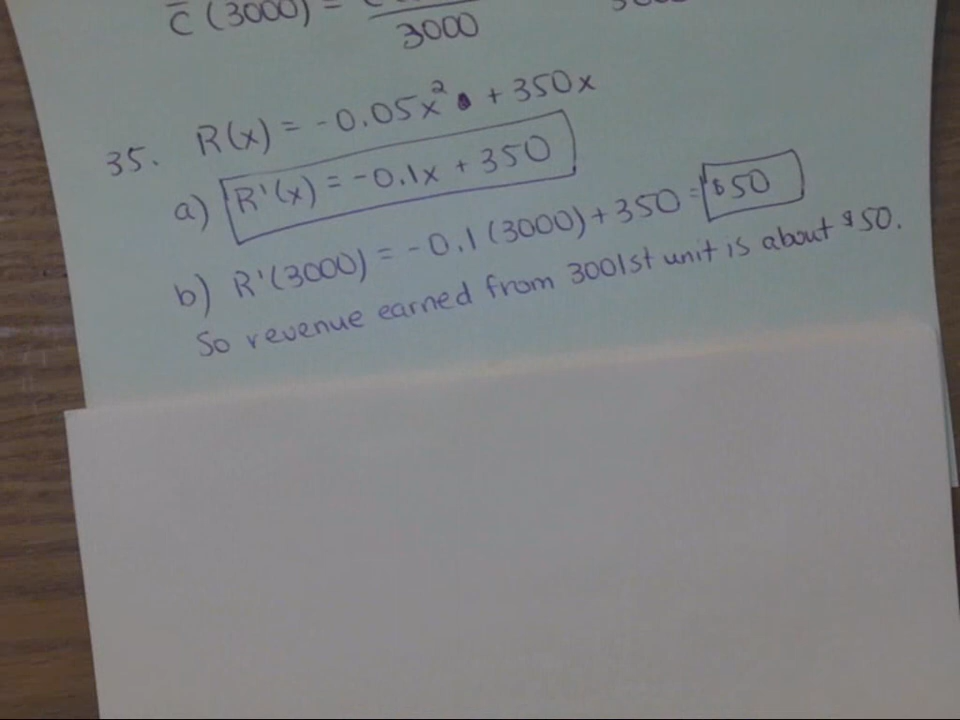 C̄(3000) =
3000
35. R(x) = -0.05x² + 350x
a) R'(x) = -0.1x + 350
b) R'(3000) = -0.1(3000) + 350 = $50
So revenue earned from 3001st unit is about $50.